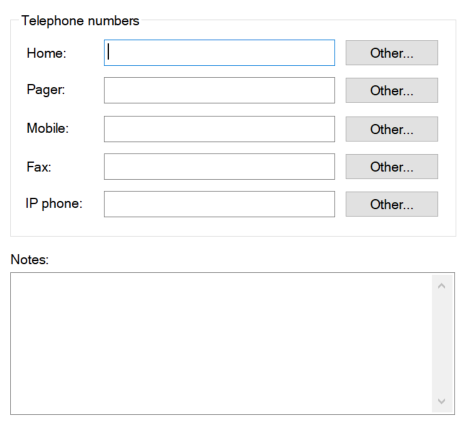 Telephone numbers
Home: Other...
Pager: Other...
Mobile: Other...
Fax: Other...
IP phone: Other...
Notes: